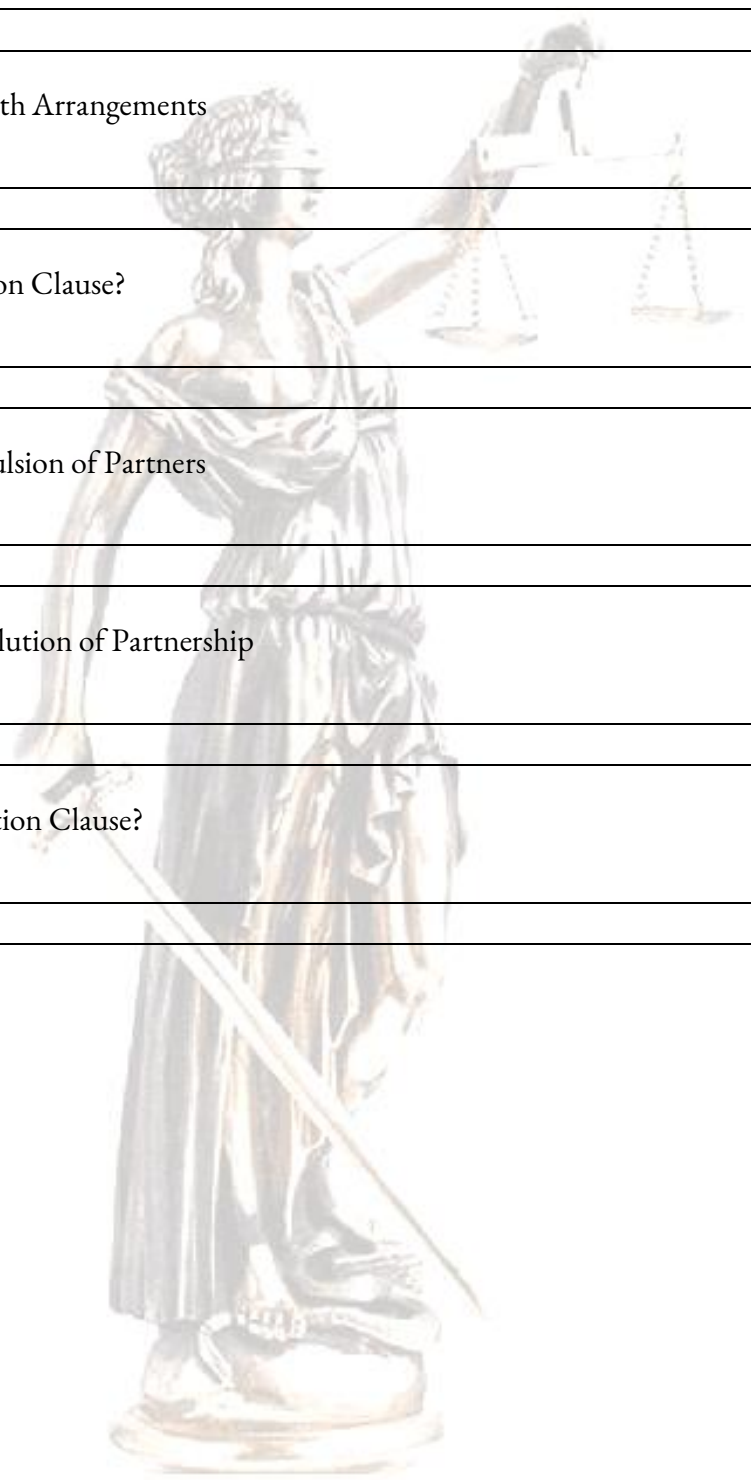 th Arrangements
on Clause?
ulsion of Partners
lution of Partnership
tion Clause?